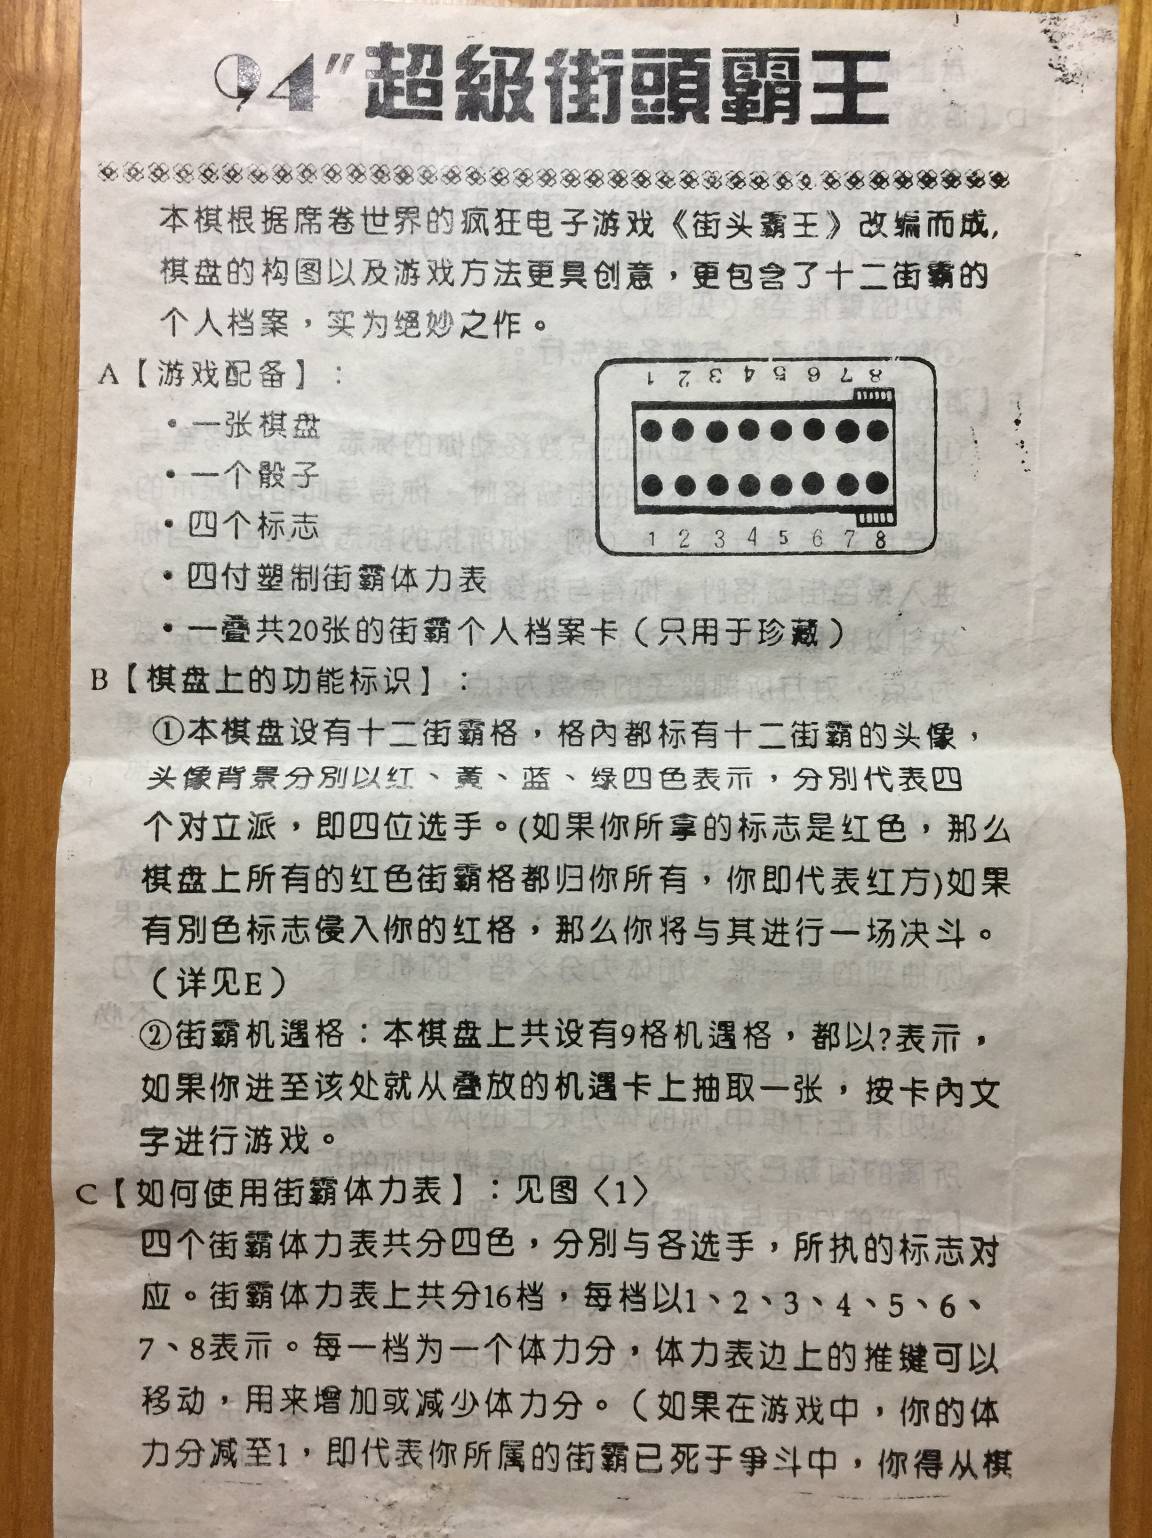 94"超級街頭霸王
本棋根据席卷世界的疯狂电子游戏《街头霸王》改编而成,
棋盘的构图以及游戏方法更具创意，更包含了十二街霸的
个人档案，实为绝妙之作。
A【游戏配备】：
•一张棋盘
•一个骰子
•四个标志
•四付塑制街霸体力表
•一叠共20张的街霸个人档案卡（只用于珍藏）
1 2 3 4 5 6 7 8
1 2 3 4 5 6 7 8
B【棋盘上的功能标识】：
①本棋盘设有十二街霸格，格内都标有十二街霸的头像，
头像背景分别以红、黄、蓝、绿四色表示，分别代表四
个对立派，即四位选手。(如果你所拿的标志是红色，那么
棋盘上所有的红色街霸格都归你所有，你即代表红方)如果
有别色标志侵入你的红格，那么你将与其进行一场决斗。
（详见E）
②街霸机遇格：本棋盘上共设有9格机遇格，都以?表示，
如果你进至该处就从叠放的机遇卡上抽取一张，按卡内文
字进行游戏。
C【如何使用街霸体力表】：见图〈1〉
四个街霸体力表共分四色，分别与各选手，所执的标志对
应。街霸体力表上共分16档，每档以1、2、3、4、5、6、
7、8表示。每一档为一个体力分，体力表边上的推键可以
移动，用来增加或减少体力分。（如果在游戏中，你的体
力分减至1，即代表你所属的街霸已死于争斗中，你得从棋